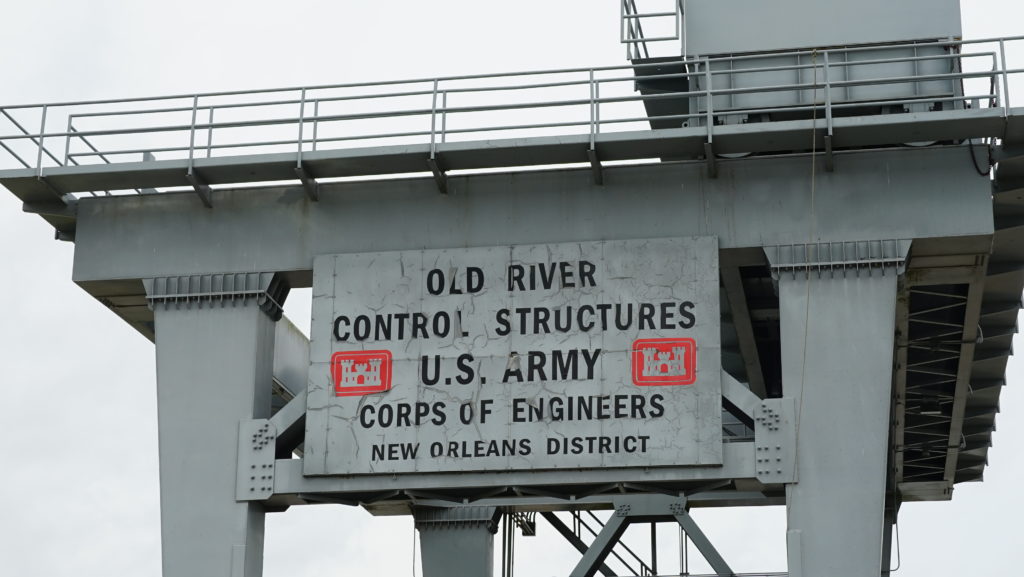 OLD RIVER
CONTROL STRUCTURES
U.S. ARMY
CORPS OF ENGINEERS
NEW ORLEANS DISTRICT